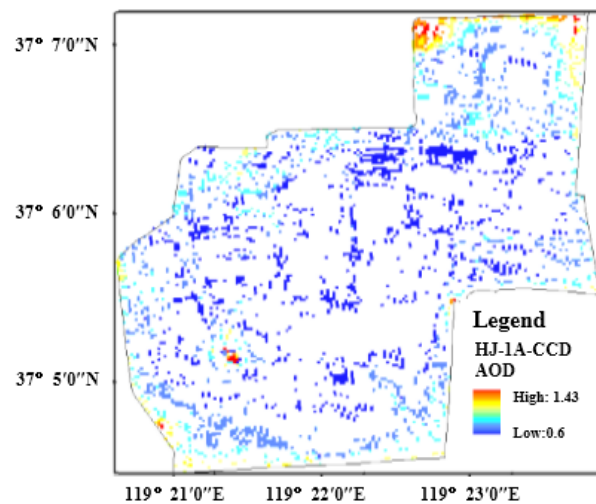 37° 7′0″N
37° 6′0″N
37° 5′0″N
Legend
HJ-1A-CCD
AOD
High: 1.43
Low:0.6
119° 21′0″E 119° 22′0″E 119° 23′0″E